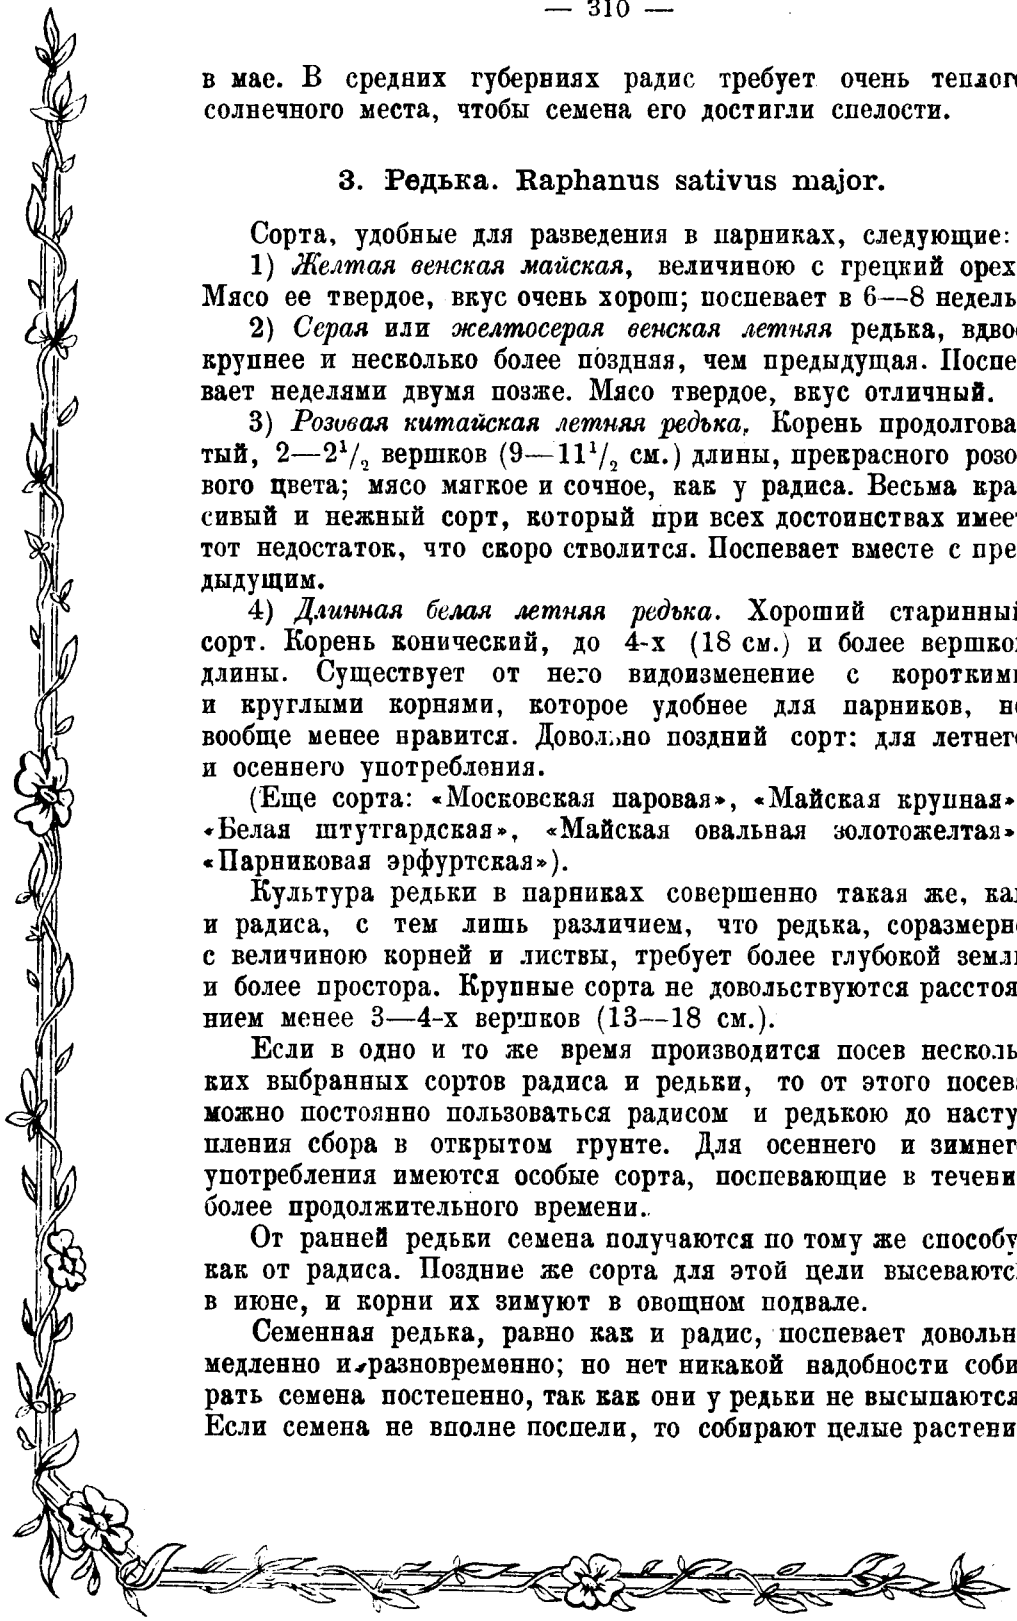 — 310 —
в мае. В средних губерниях радис требует очень теплог
солнечного места, чтобы семена его достигли спелости.
3. Редька. Raphanus sativus major.
Сорта, удобные для разведения в парниках, следующие:
1) Желтая венская майская, величиною с грецкий орех
Мясо ее твердое, вкус очень хорош; поспевает в 6—8 недель
2) Серая или желтосерая венская летняя редька, вдво
крупнее и несколько более поздняя, чем предыдущая. Поспе
вает неделями двумя позже. Мясо твердое, вкус отличный.
3) Розовая китайская летняя редька. Корень продолгова
тый, 2—2¹/₂ вершков (9—11¹/₂ см.) длины, прекрасного розо
вого цвета; мясо мягкое и сочное, как у радиса. Весьма кра
сивый и нежный сорт, который при всех достоинствах имее
тот недостаток, что скоро стволится. Поспевает вместе с пре
дыдущим.
4) Длинная белая летняя редька. Хороший старинный
сорт. Корень конический, до 4-х (18 см.) и более вершко
длины. Существует от него видоизменение с короткими
и круглыми корнями, которое удобнее для парников, н
вообще менее нравится. Довольно поздний сорт: для летнег
и осеннего употребления.
(Еще сорта: «Московская паровая», «Майская крупная»
«Белая штутгардская», «Майская овальная золотожелтая»
«Парниковая эрфуртская»).
Культура редьки в парниках совершенно такая же, ка
и радиса, с тем лишь различием, что редька, соразмерн
с величиною корней и листвы, требует более глубокой земл
и более простора. Крупные сорта не довольствуются расстоя
нием менее 3—4-х вершков (13—18 см.).
Если в одно и то же время производится посев несколь
ких выбранных сортов радиса и редьки, то от этого посев
можно постоянно пользоваться радисом и редькою до насту
пления сбора в открытом грунте. Для осеннего и зимнег
употребления имеются особые сорта, поспевающие в течени
более продолжительного времени.
От ранней редьки семена получаются по тому же способу
как от радиса. Поздние же сорта для этой цели высеваютс
в июне, и корни их зимуют в овощном подвале.
Семенная редька, равно как и радис, поспевает довольн
медленно и разновременно; но нет никакой надобности соби
рать семена постепенно, так как они у редьки не высыпаются
Если семена не вполне поспели, то собирают целые растени